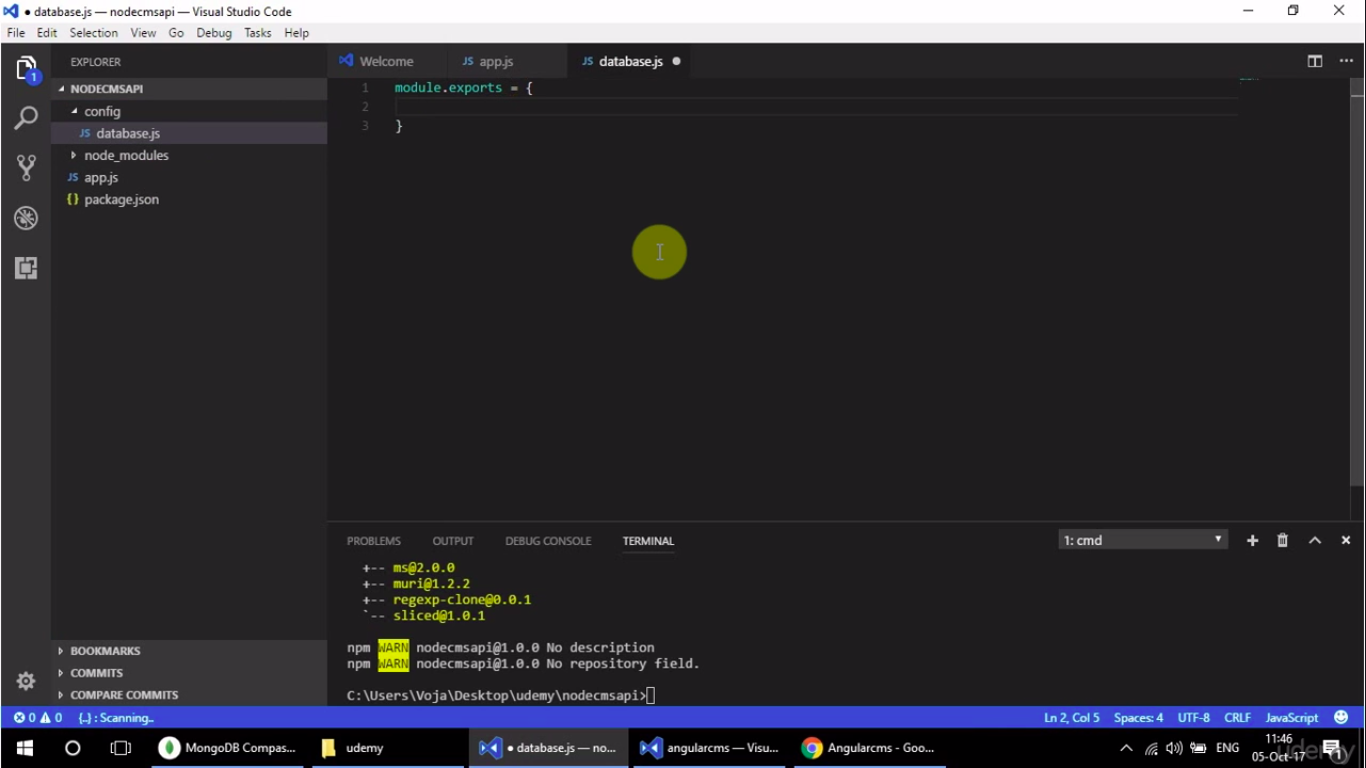 ● database.js — nodecmsapi — Visual Studio Code
File Edit Selection View Go Debug Tasks Help
EXPLORER
NODECMSAPI
config
JS database.js
node_modules
JS app.js
{} package.json
BOOKMARKS
COMMITS
COMPARE COMMITS
1
Welcome
JS app.js
JS database.js ●
1 module.exports = {
2
3 }
PROBLEMS OUTPUT DEBUG CONSOLE TERMINAL
1: cmd
+-- ms@2.0.0
+-- muri@1.2.2
+-- regexp-clone@0.0.1
`-- sliced@1.0.1
npm WARN nodecmsapi@1.0.0 No description
npm WARN nodecmsapi@1.0.0 No repository field.
C:\Users\Voja\Desktop\udemy\nodecmsapi>
0 0 {..} : Scanning..
Ln 2, Col 5 Spaces: 4 UTF-8 CRLF JavaScript
MongoDB Compas...
udemy
● database.js — no...
angularcms — Visu...
Angularcms - Goo...
ENG
11:46
05-Oct-17
1
udemy